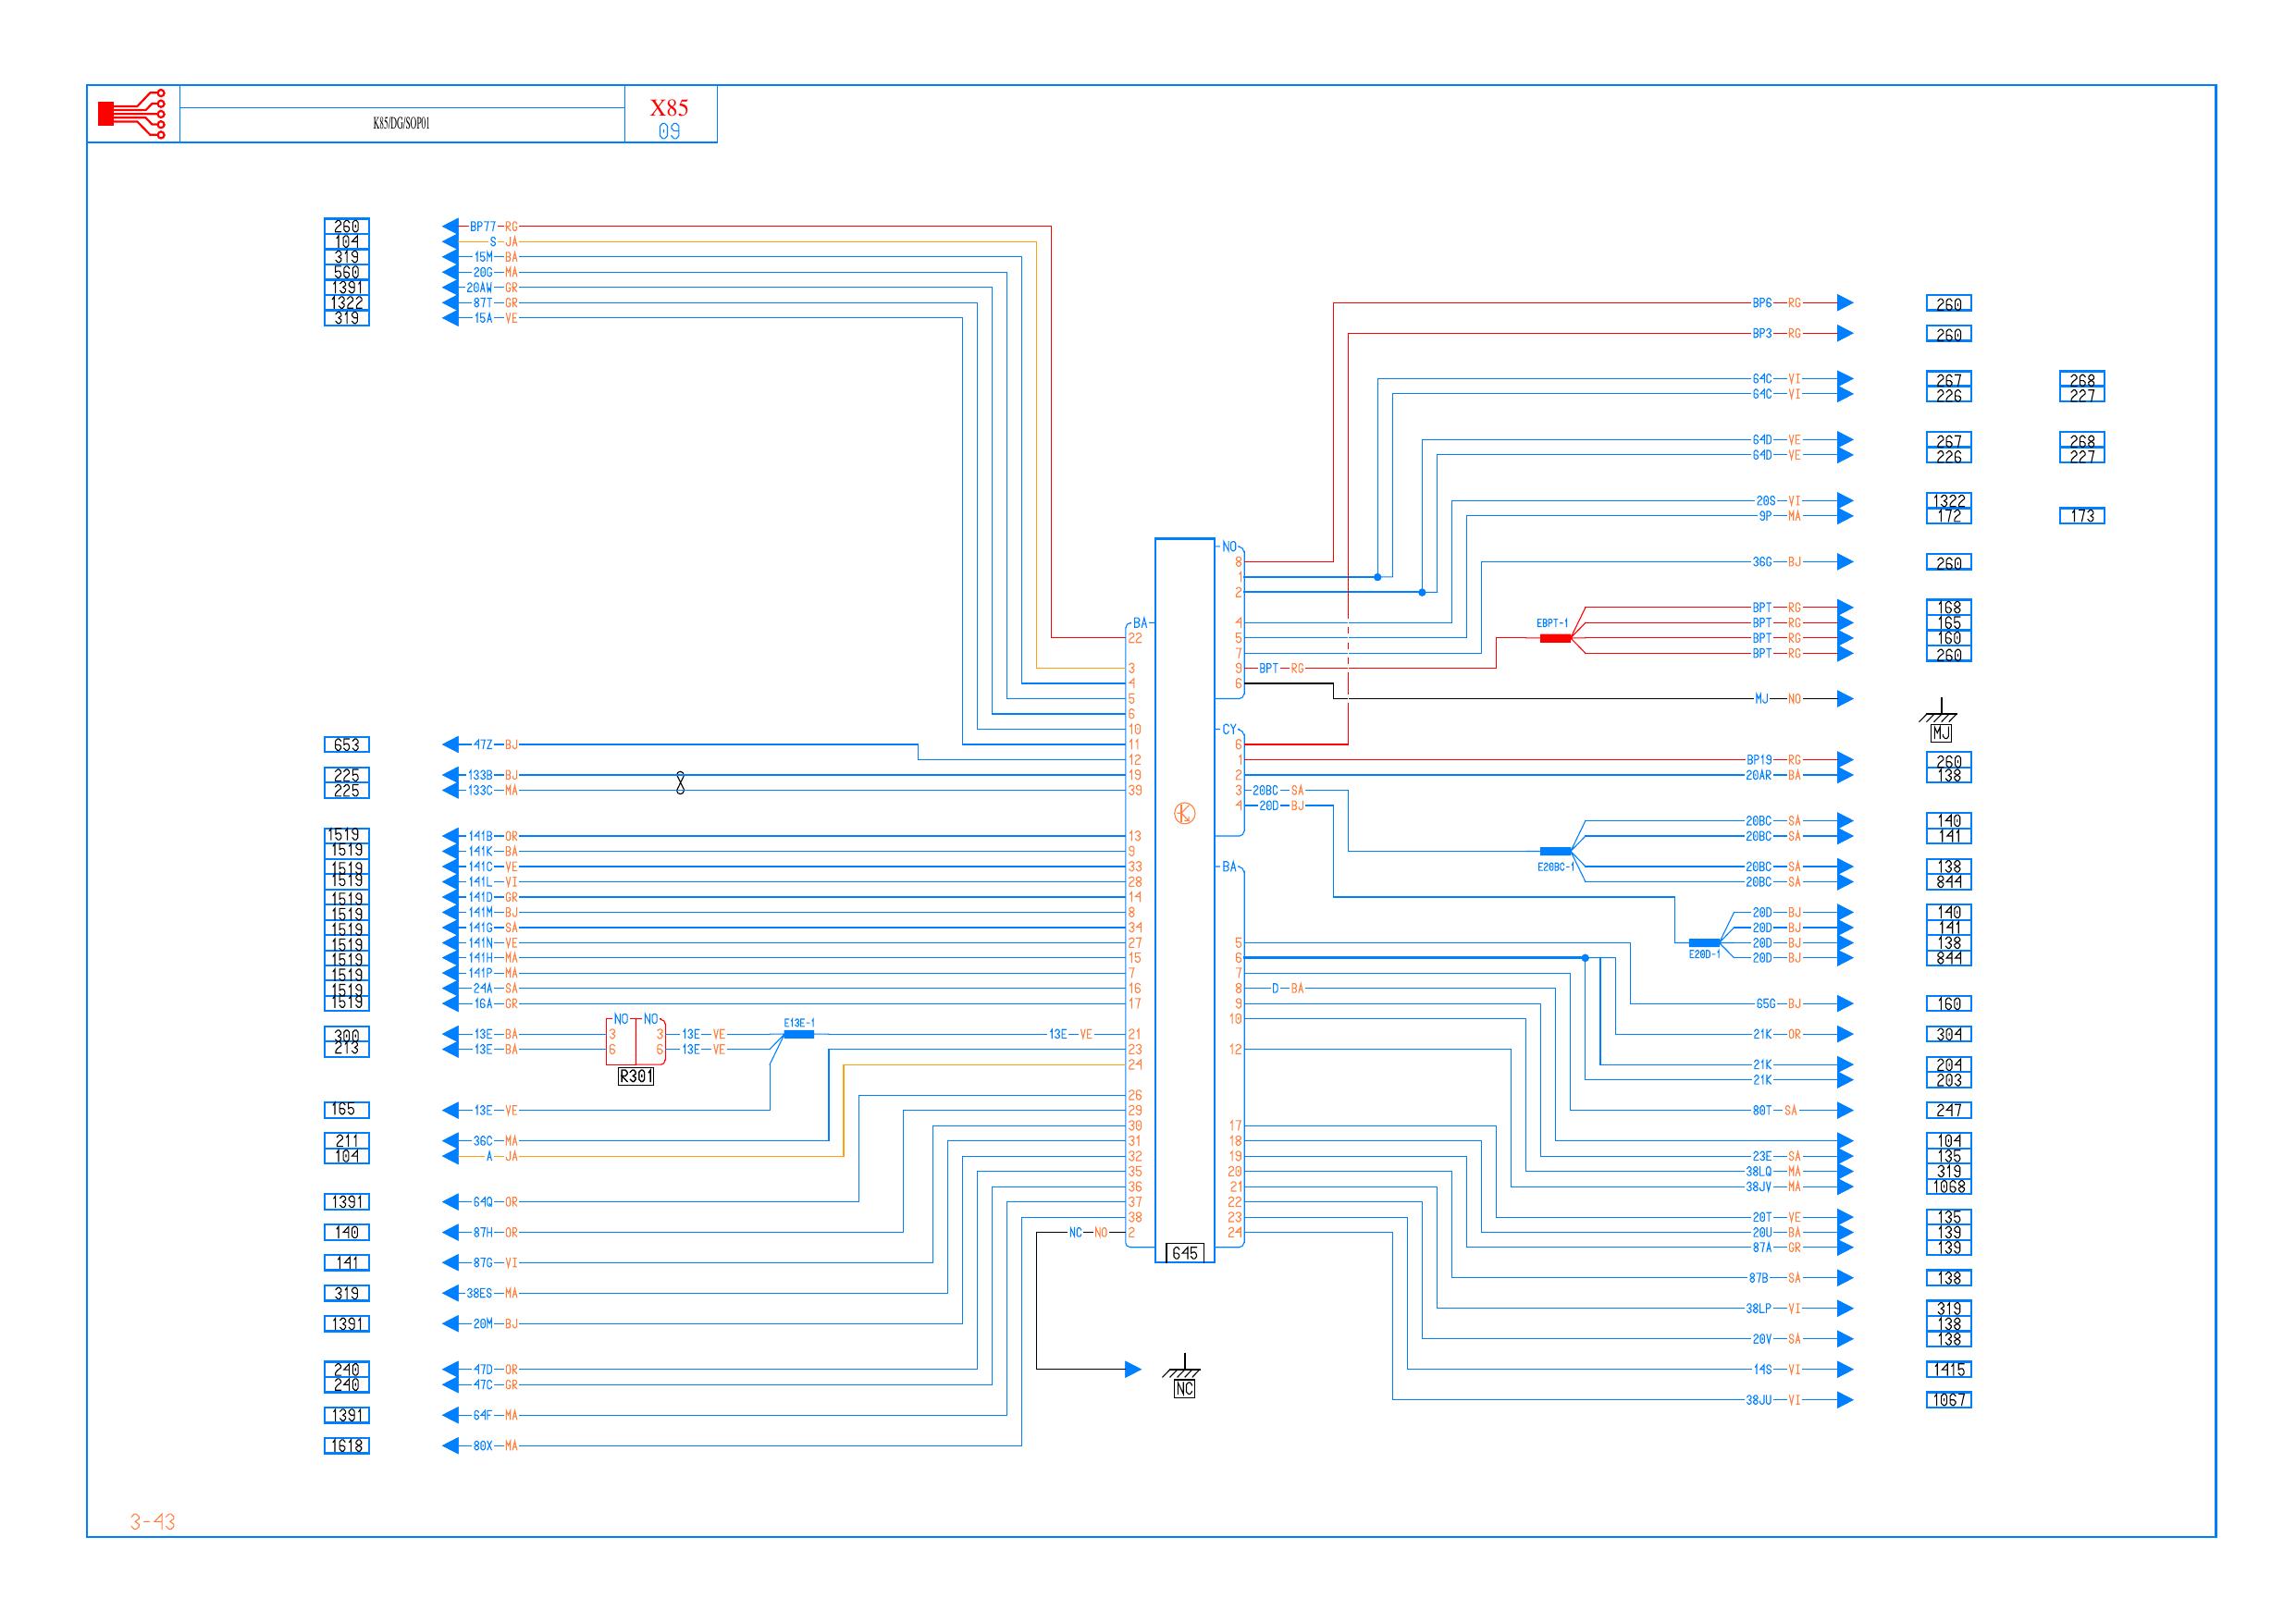 X85
K85/DG/SOP01
09
260 BP77 RG
104 S JA
319 15M BA
560 20G MA
1391 20AW GR
1322 87T GR
319 15A VE
BP6 RG 260
BP3 RG 260
64C VI 267 268
64C VI 226 227
64D VE 267 268
64D VE 226 227
20S VI 1322
9P MA 172 173
NO
8 36G BJ 260
1
2
BPT RG 168
BA 4 EBPT-1 BPT RG 165
22 5 BPT RG 160
7 BPT RG 260
3 9 BPT RG
4 6
5 MJ NO
6
10 CY MJ
653 47Z BJ 11 6
12 1 BP19 RG 260
225 133B BJ 19 2 20AR BA 138
225 133C MA 39 3 20BC SA
4 20D BJ
20BC SA 140
1519 141B OR 13 20BC SA 141
1519 141K BA 9
1519 141C VE 33 BA E20BC-1 20BC SA 138
1519 141L VI 28 20BC SA 844
1519 141D GR 14
1519 141M BJ 8 20D BJ 140
1519 141G SA 34 20D BJ 141
1519 141N VE 27 5 20D BJ 138
1519 141H MA 15 6 E20D-1 20D BJ 844
1519 141P MA 7 7
1519 24A SA 16 8 D BA
1519 16A GR 17 9 65G BJ 160
NO NO E13E-1 10
300 13E BA 3 3 13E VE 13E VE 21 21K OR 304
213 13E BA 6 6 13E VE 23 12
24 21K 204
R301 21K 203
26
165 13E VE 29 80T SA 247
30 17
211 36C MA 31 18 104
104 A JA 32 19 23E SA 135
35 20 38LQ MA 319
36 21 38JV MA 1068
1391 64Q OR 37 22
38 23 20T VE 135
140 87H OR NC NO 2 24 20U BA 139
645 87A GR 139
141 87G VI
87B SA 138
319 38ES MA
38LP VI 319
1391 20M BJ 138
20V SA 138
240 47D OR 14S VI 1415
240 47C GR NC
38JU VI 1067
1391 64F MA
1618 80X MA
3-43